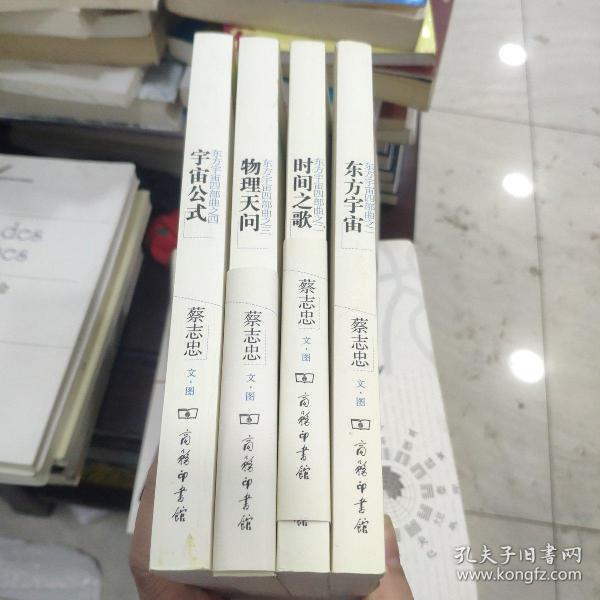 东方宇宙四部曲之四
宇宙公式
蔡志忠
文·图
商务印书馆
东方宇宙四部曲之三
物理天问
蔡志忠
文·图
商务印书馆
东方宇宙四部曲之二
时间之歌
蔡志忠
文·图
商务印书馆
东方宇宙四部曲之一
东方宇宙
蔡志忠
文·图
商务印书馆
孔夫子旧书网
www.kongfz.com